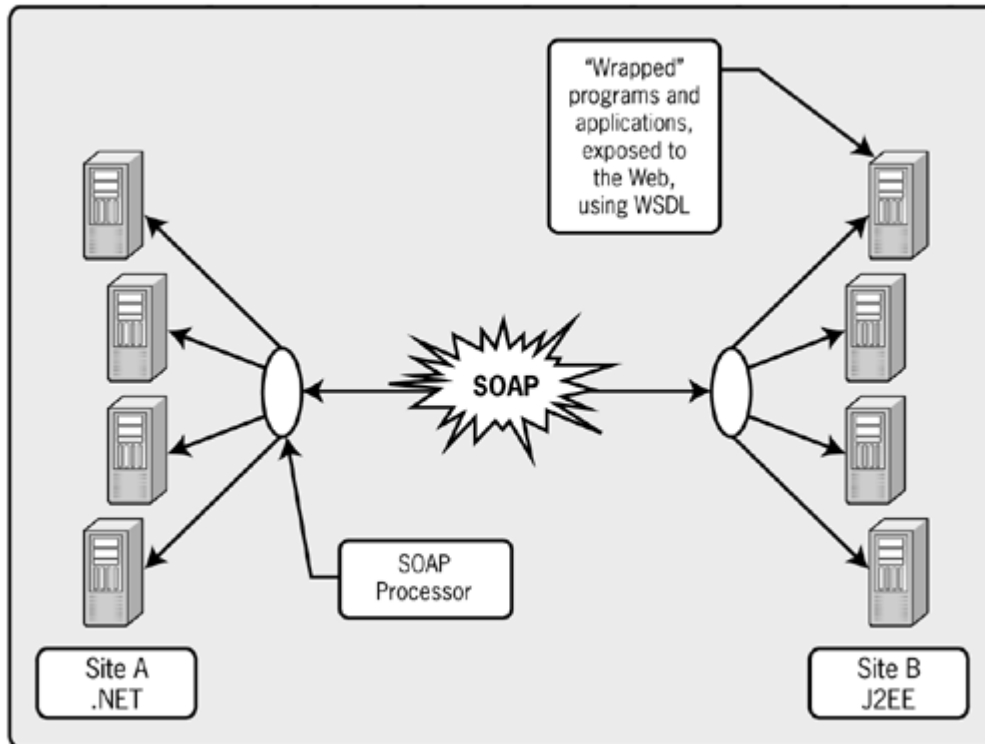 “Wrapped”
programs and
applications,
exposed to
the Web,
using WSDL
SOAP
SOAP
Processor
Site A
.NET
Site B
J2EE